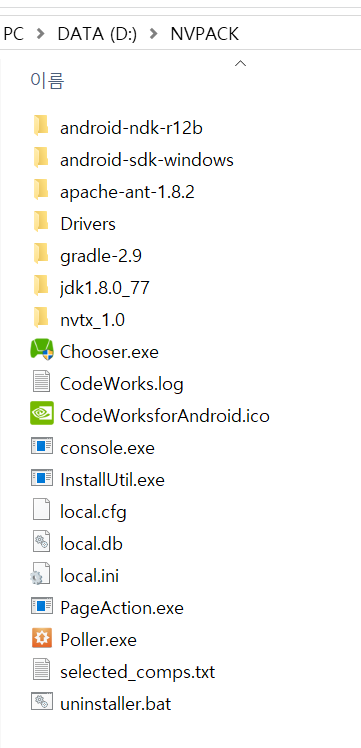 PC > DATA (D:) > NVPACK
이름
android-ndk-r12b
android-sdk-windows
apache-ant-1.8.2
Drivers
gradle-2.9
jdk1.8.0_77
nvtx_1.0
Chooser.exe
CodeWorks.log
CodeWorksforAndroid.ico
console.exe
InstallUtil.exe
local.cfg
local.db
local.ini
PageAction.exe
Poller.exe
selected_comps.txt
uninstaller.bat